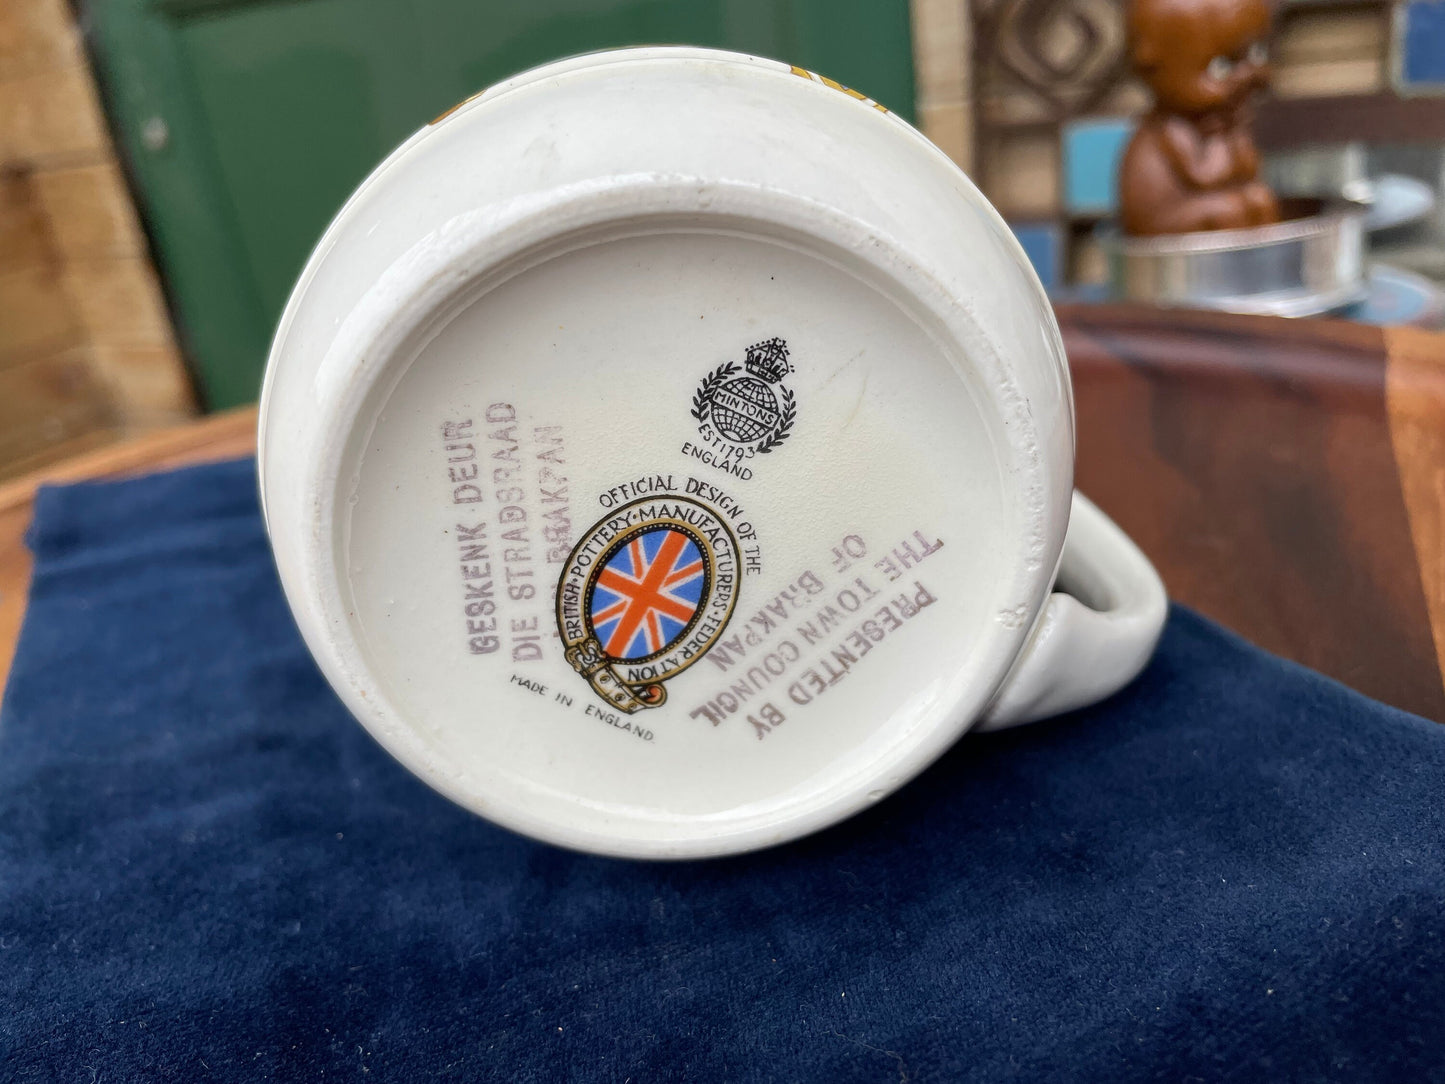 MINTONS
EST 1793
ENGLAND
OFFICIAL DESIGN OF THE
BRITISH · POTTERY · MANUFACTURERS · FEDERATION
MADE IN ENGLAND.
GESKENK DEUR
DIE STRADSRAAD
BRAKPAN
PRESENTED BY
THE TOWN COUNCIL
OF BRAKPAN